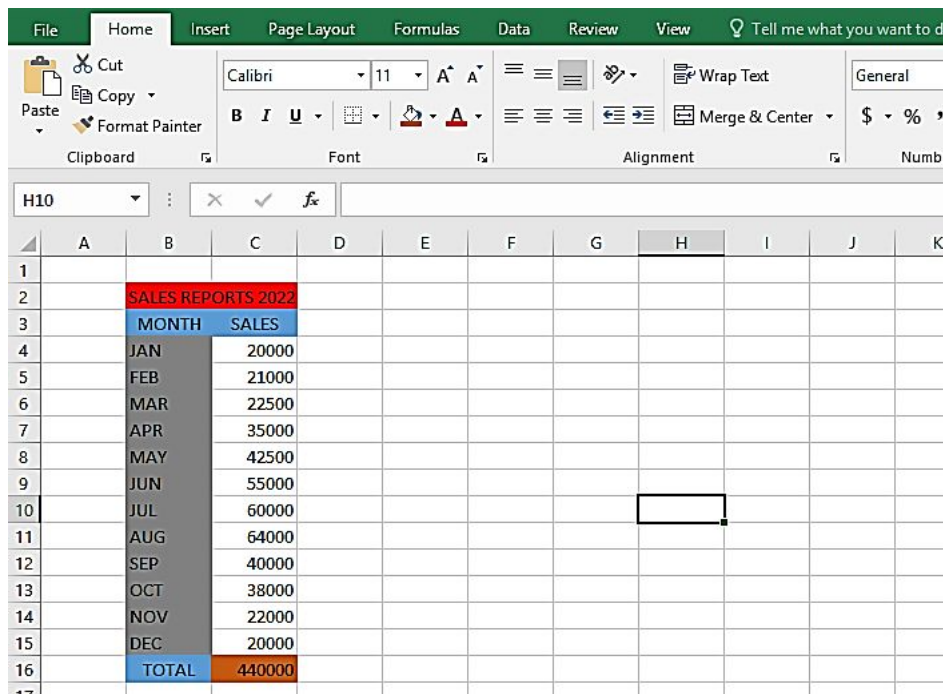 File Home Insert Page Layout Formulas Data Review View Tell me what you want to d
Cut
Copy
Format Painter
Paste
Calibri 11 A A
B I U A
Wrap Text
Merge & Center
General
$ % ,
Clipboard Font Alignment Numb
H10 fx
A B C D E F G H I J K
1
2 SALES REPORTS 2022
3 MONTH SALES
4 JAN 20000
5 FEB 21000
6 MAR 22500
7 APR 35000
8 MAY 42500
9 JUN 55000
10 JUL 60000
11 AUG 64000
12 SEP 40000
13 OCT 38000
14 NOV 22000
15 DEC 20000
16 TOTAL 440000
17